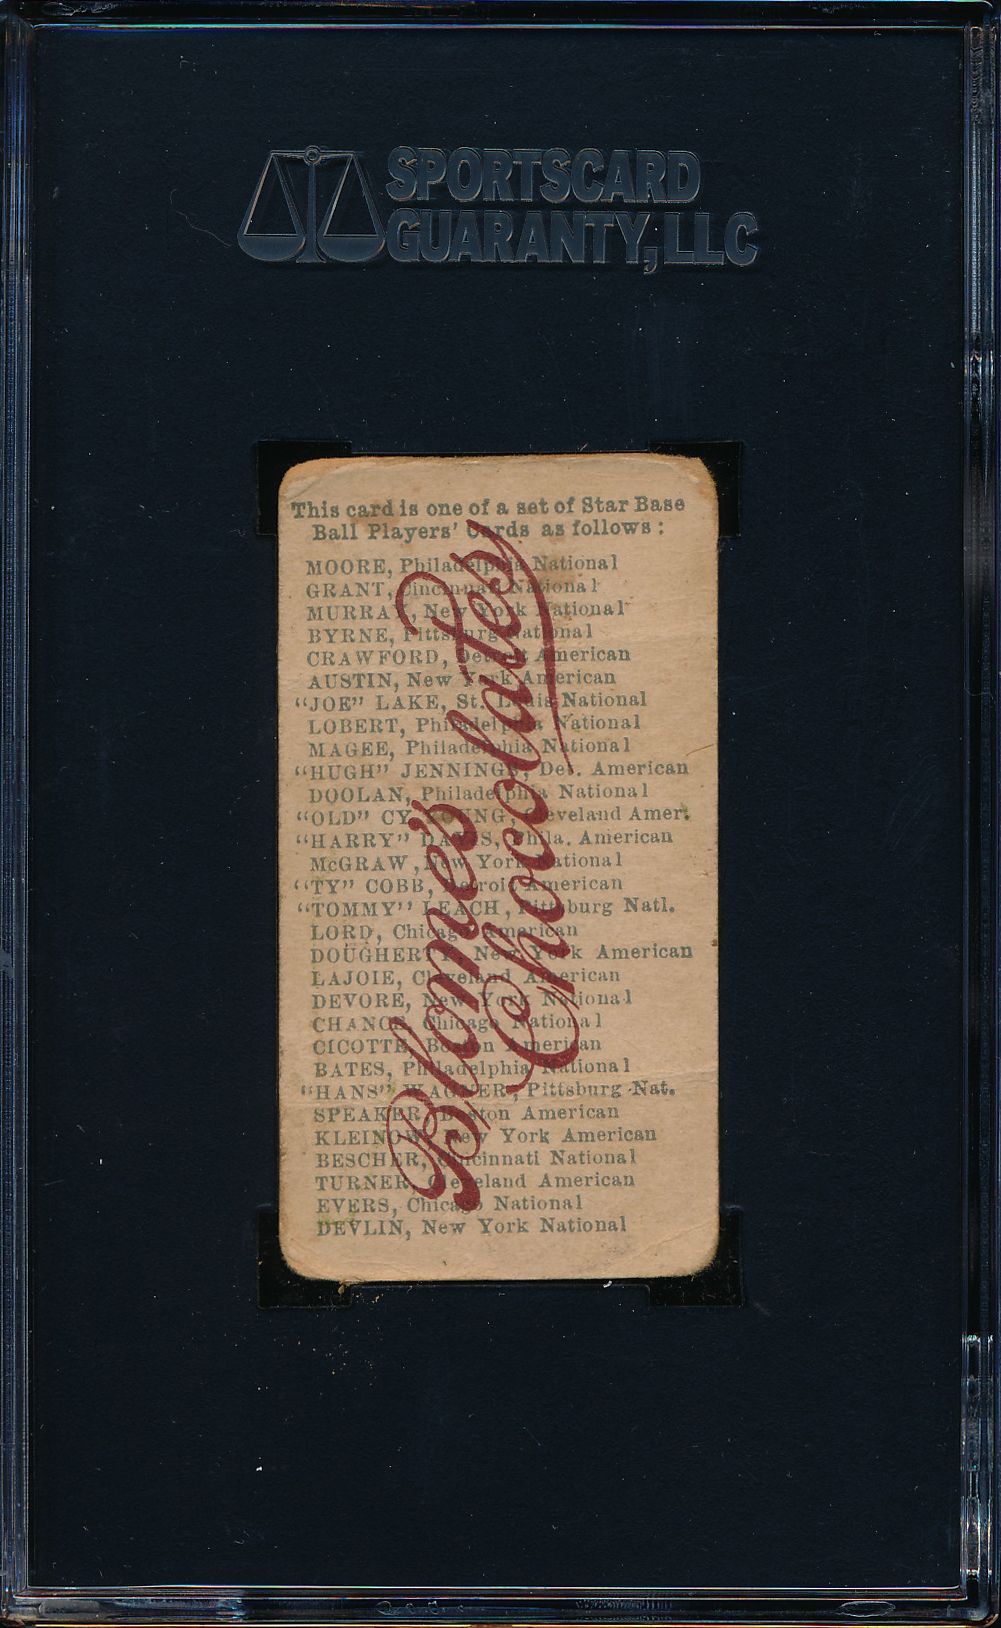 SPORTSCARD
GUARANTY, LLC
This card is one of a set of Star Base
Ball Players' Cards as follows:
MOORE, Philadelphia National
GRANT, Cincinnati National
MURRAY, New York National
BYRNE, Pittsburg National
CRAWFORD, Detroit American
AUSTIN, New York American
"JOE" LAKE, St. Louis National
LOBERT, Philadelphia National
MAGEE, Philadelphia National
"HUGH" JENNINGS, Det. American
DOOLAN, Philadelphia National
"OLD" CY YOUNG, Cleveland Amer.
"HARRY" DAVIS, Phila. American
McGRAW, New York National
"TY" COBB, Detroit American
"TOMMY" LEACH, Pittsburg Natl.
LORD, Chicago American
DOUGHERTY, New York American
LAJOIE, Cleveland American
DEVORE, New York National
CHANCE, Chicago National
CICOTTE, Boston American
BATES, Philadelphia National
"HANS" WAGNER, Pittsburg Nat.
SPEAKER, Boston American
KLEINOW, New York American
BESCHER, Cincinnati National
TURNER, Cleveland American
EVERS, Chicago National
DEVLIN, New York National
Blome's
Chocolates